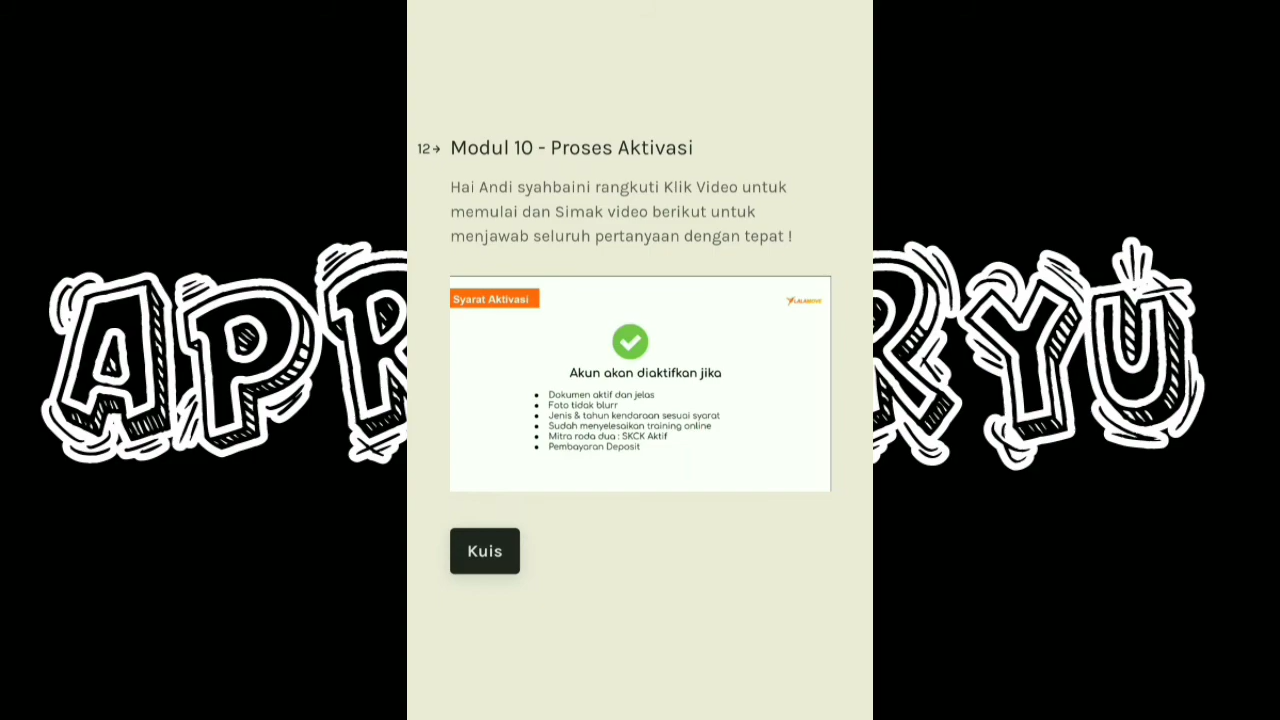 12→ Modul 10 - Proses Aktivasi
Hai Andi syahbaini rangkuti Klik Video untuk
memulai dan Simak video berikut untuk
menjawab seluruh pertanyaan dengan tepat !
Syarat Aktivasi
LALAMOVE
Akun akan diaktifkan jika
● Dokumen aktif dan jelas
● Foto tidak blurr
● Jenis & tahun kendaraan sesuai syarat
● Sudah menyelesaikan training online
● Mitra roda dua : SKCK Aktif
● Pembayaran Deposit
Kuis